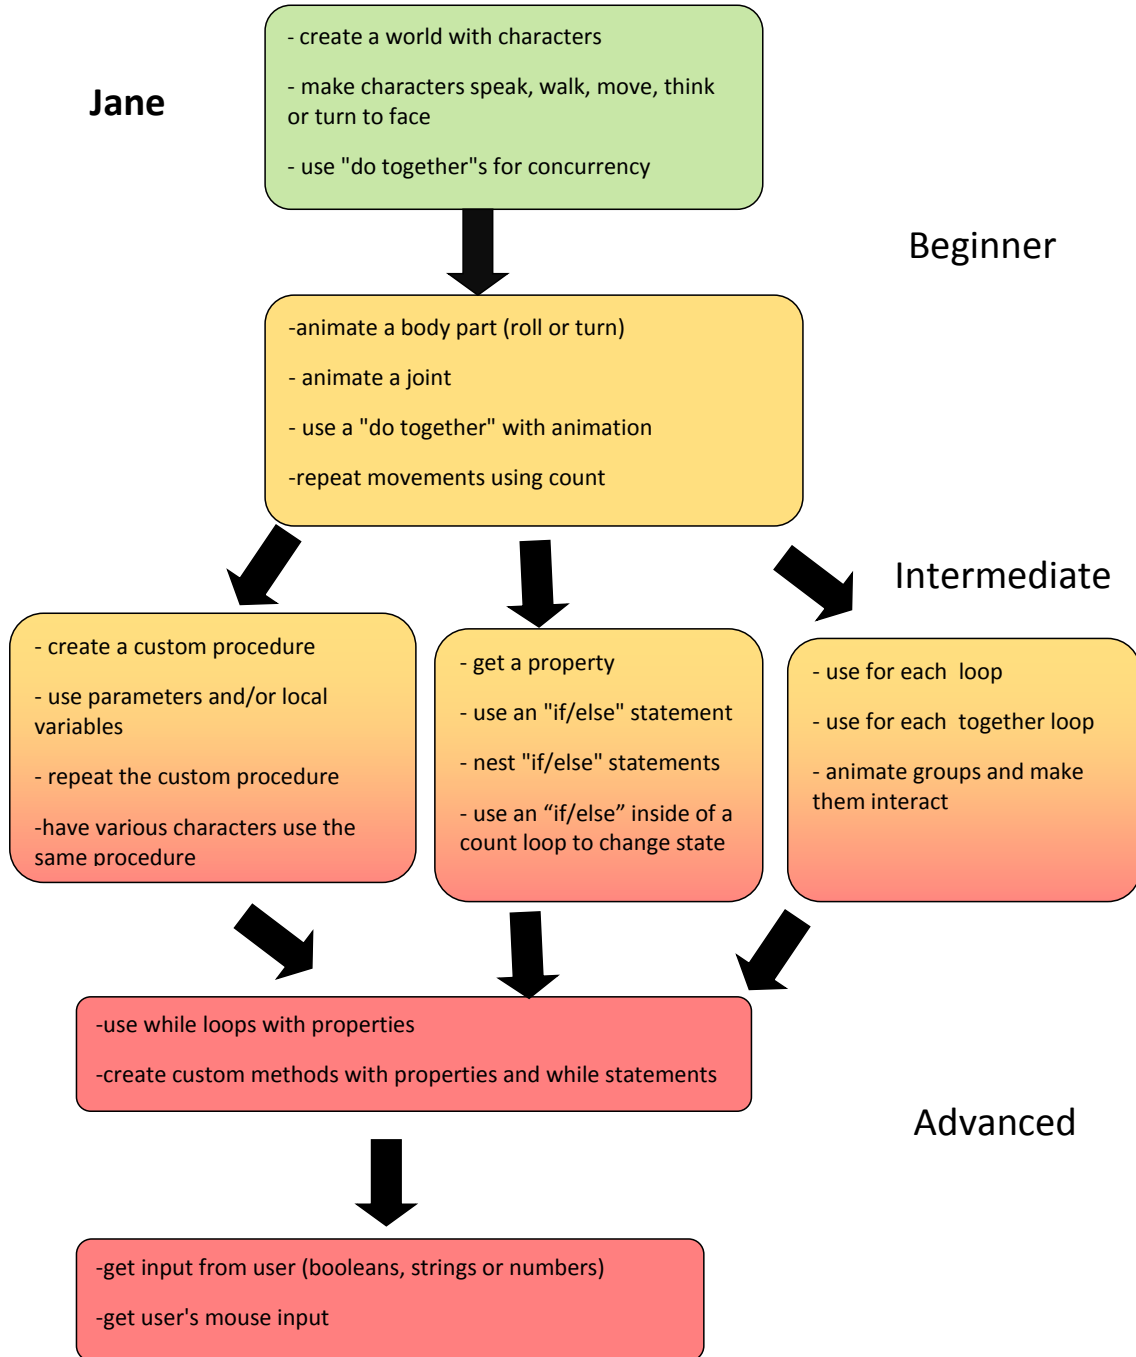 Jane
- create a world with characters
- make characters speak, walk, move, think
or turn to face
- use "do together"s for concurrency
Beginner
-animate a body part (roll or turn)
- animate a joint
- use a "do together" with animation
-repeat movements using count
Intermediate
- create a custom procedure
- use parameters and/or local
variables
- repeat the custom procedure
-have various characters use the
same procedure
- get a property
- use an "if/else" statement
- nest "if/else" statements
- use an “if/else” inside of a
count loop to change state
- use for each  loop
- use for each  together loop
- animate groups and make
them interact
-use while loops with properties
-create custom methods with properties and while statements
Advanced
-get input from user (booleans, strings or numbers)
-get user's mouse input